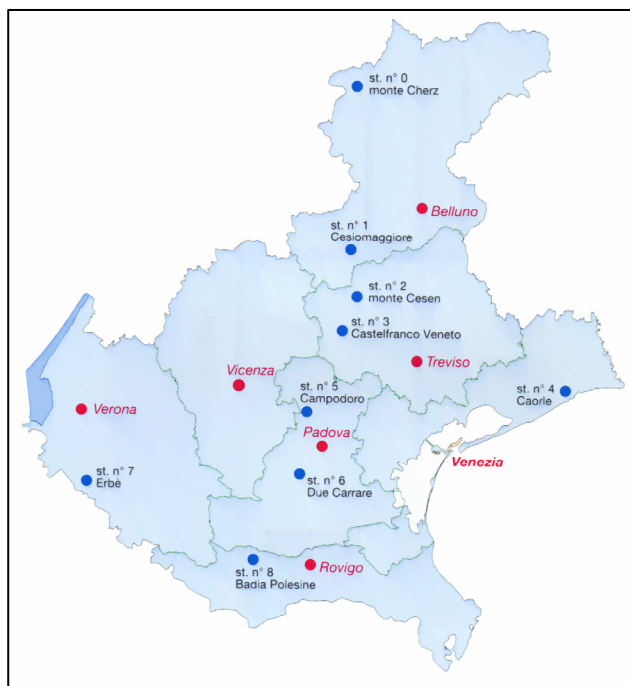 st. n° 0
monte Cherz
Belluno
st. n° 1
Cesiomaggiore
st. n° 2
monte Cesen
st. n° 3
Castelfranco Veneto
Treviso
Vicenza
st. n° 5
Campodoro
st. n° 4
Caorle
Verona
Padova
Venezia
st. n° 7
Erbè
st. n° 6
Due Carrare
st. n° 8
Badia Polesine
Rovigo